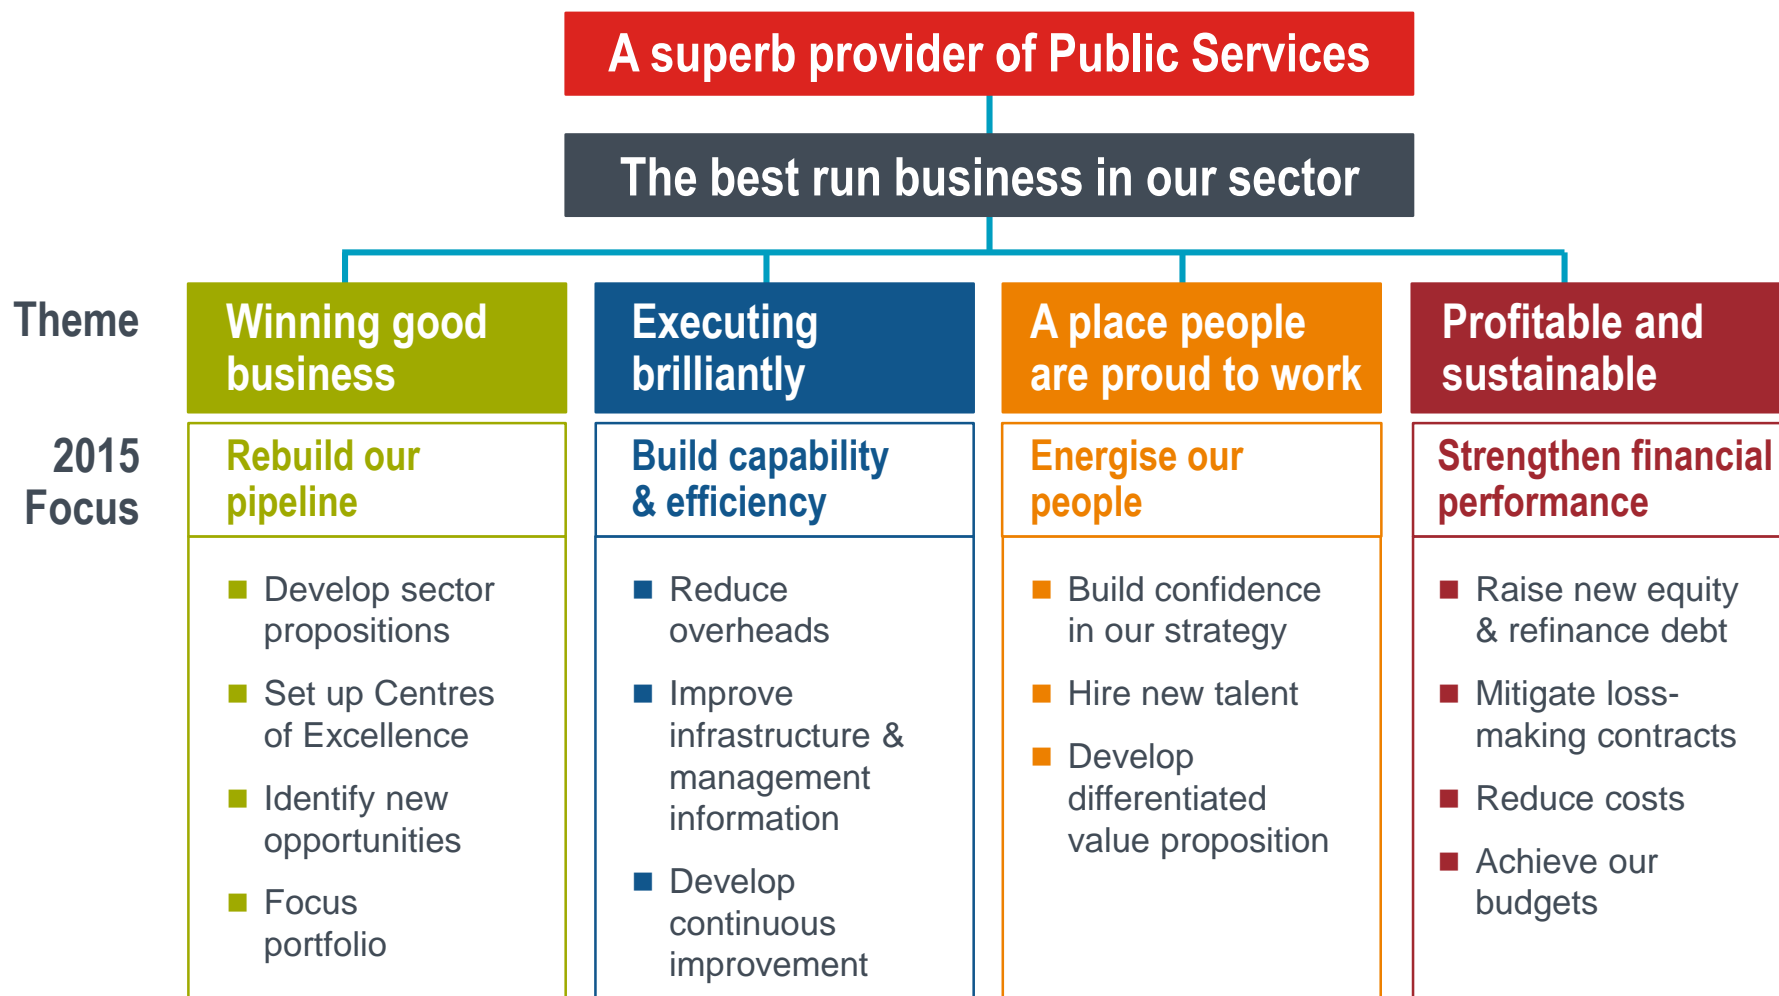 A superb provider of Public Services
The best run business in our sector
Theme
Winning good
business
Executing
brilliantly
A place people
are proud to work
Profitable and
sustainable
2015
Focus
Rebuild our
pipeline
Build capability
& efficiency
Energise our
people
Strengthen financial
performance
Develop sector
propositions
Set up Centres
of Excellence
Identify new
opportunities
Focus
portfolio
Reduce
overheads
Improve
infrastructure &
management
information
Develop
continuous
improvement
Build confidence
in our strategy
Hire new talent
Develop
differentiated
value proposition
Raise new equity
& refinance debt
Mitigate loss-
making contracts
Reduce costs
Achieve our
budgets